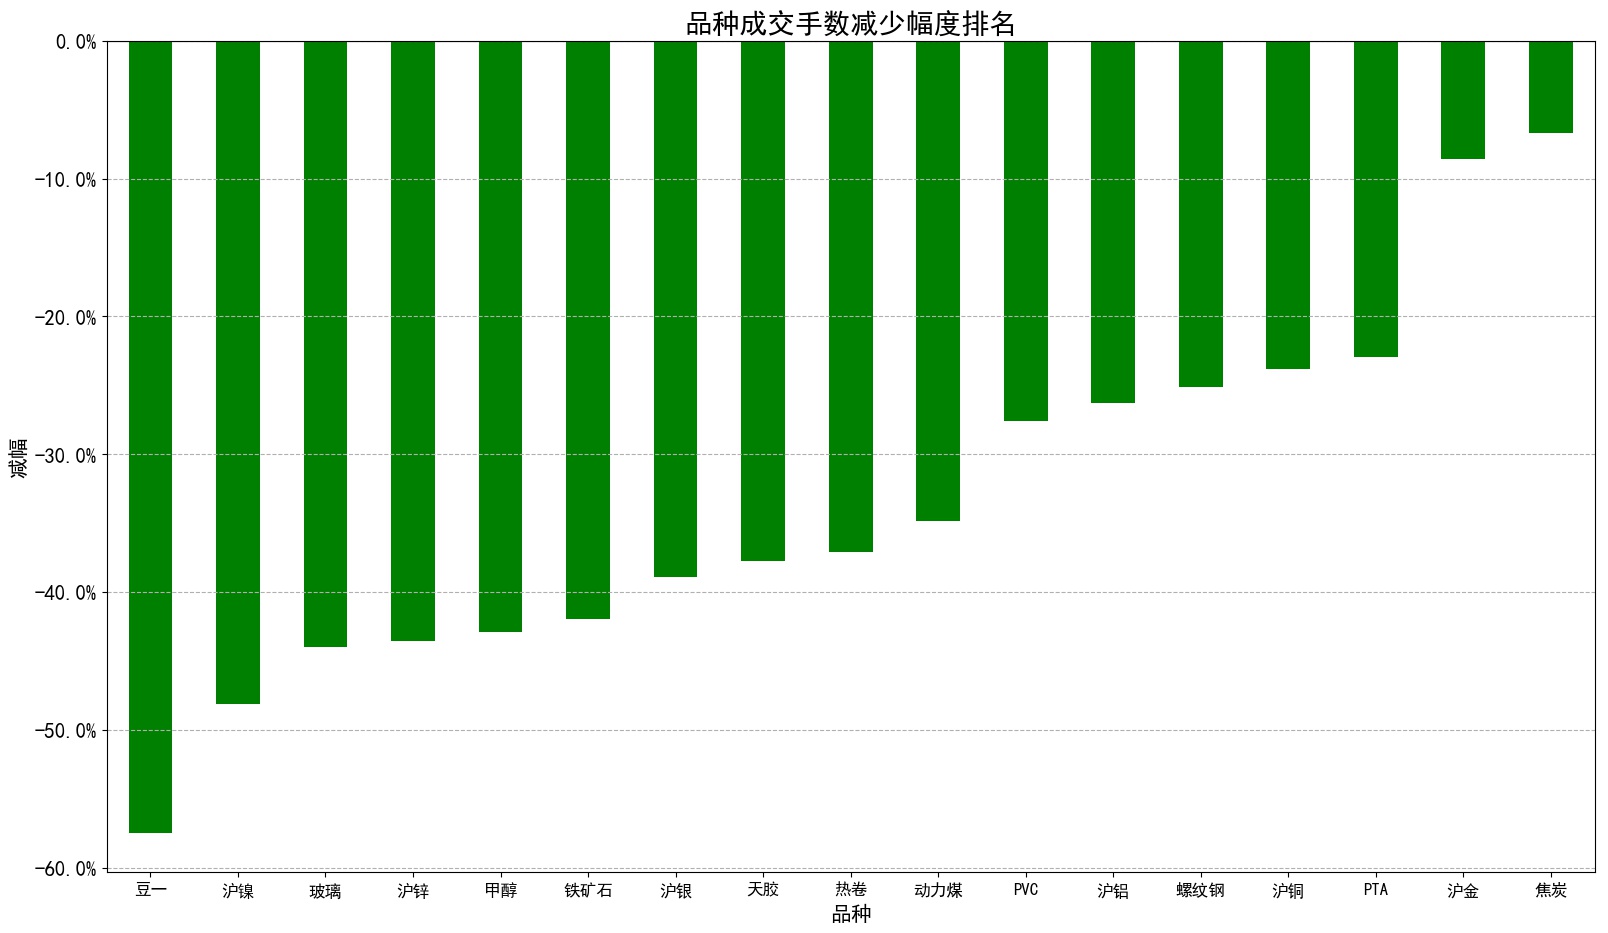 品种成交手数减少幅度排名
0.0%
-10.0%
-20.0%
-30.0%
-40.0%
-50.0%
-60.0%
减幅
豆一 沪镍 玻璃 沪锌 甲醇 铁矿石 沪银 天胶 热卷 动力煤 PVC 沪铝 螺纹钢 沪铜 PTA 沪金 焦炭
品种